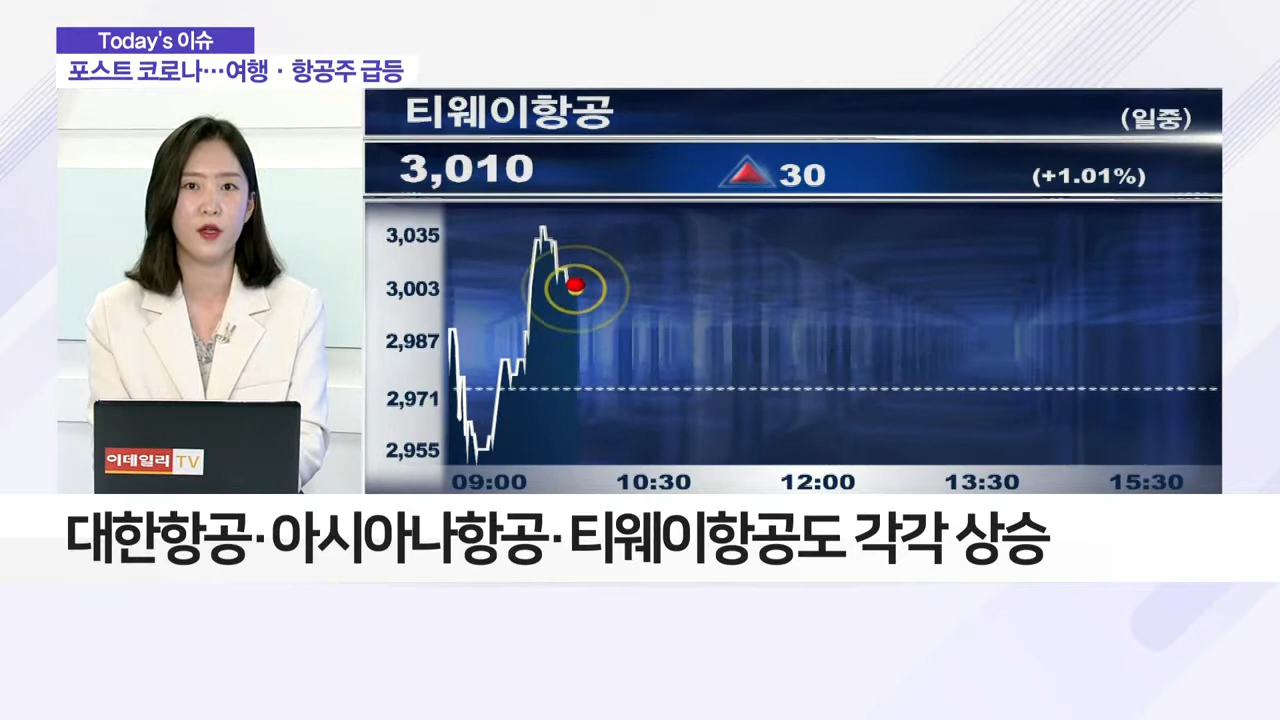 Today's 이슈
포스트 코로나…여행 · 항공주 급등
티웨이항공 (일중)
3,010 30 (+1.01%)
3,035
3,003
2,987
2,971
2,955
09:00 10:30 12:00 13:30 15:30
이데일리 TV
대한항공·아시아나항공·티웨이항공도 각각 상승